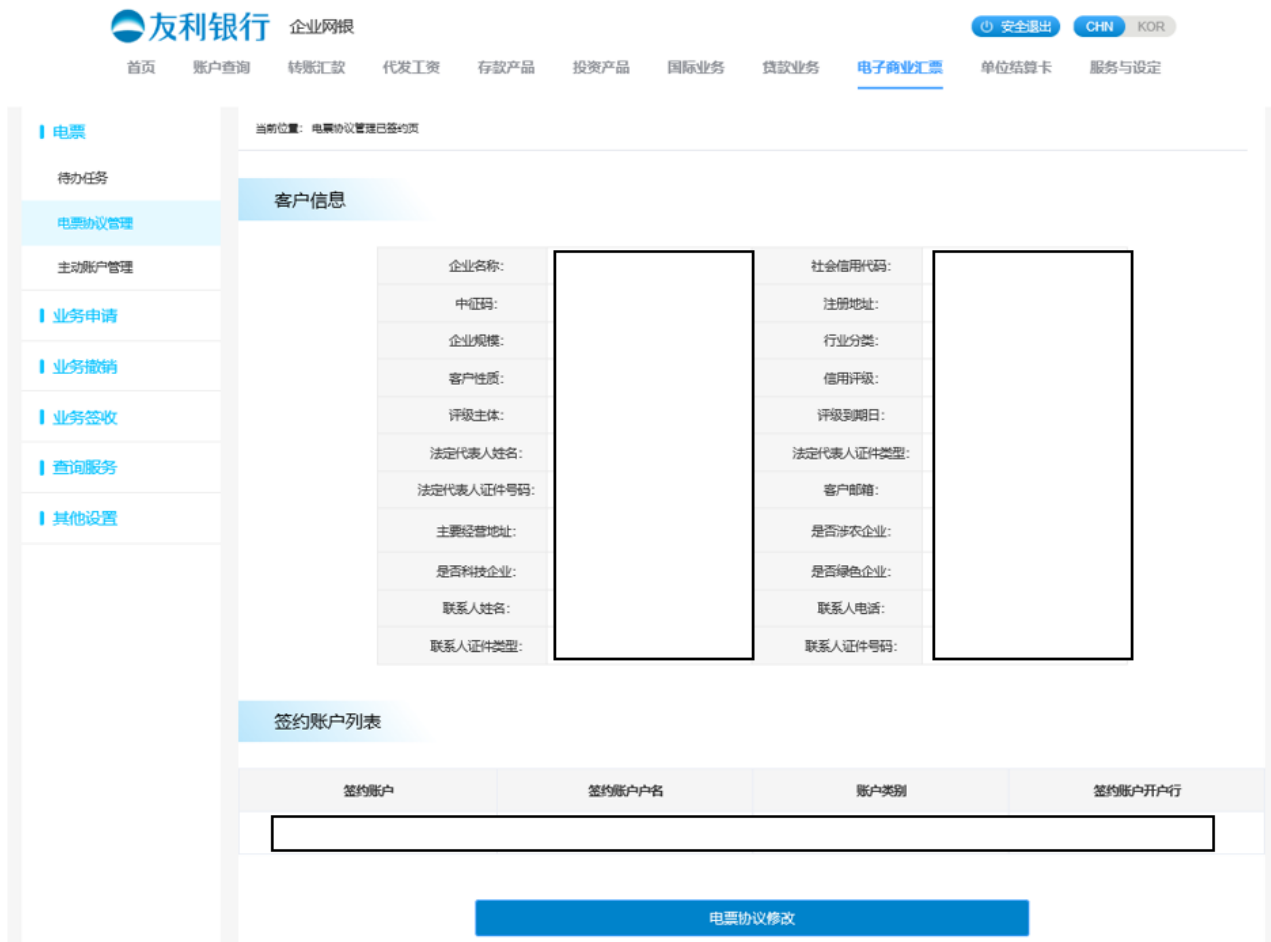 友利银行 企业网银 安全退出 CHN KOR
首页 账户查询 转账汇款 代发工资 存款产品 投资产品 国际业务 贷款业务 电子商业汇票 单位结算卡 服务与设定
电票
待办任务
电票协议管理
主动账户管理
业务申请
业务撤销
业务签收
查询服务
其他设置
当前位置: 电票协议管理已签约页
客户信息
企业名称: 社会信用代码:
中征码: 注册地址:
企业规模: 行业分类:
客户性质: 信用评级:
评级主体: 评级到期日:
法定代表人姓名: 法定代表人证件类型:
法定代表人证件号码: 客户邮箱:
主要经营地址: 是否涉农企业:
是否科技企业: 是否绿色企业:
联系人姓名: 联系人电话:
联系人证件类型: 联系人证件号码:
签约账户列表
签约账户 签约账户户名 账户类别 签约账户开户行
电票协议修改